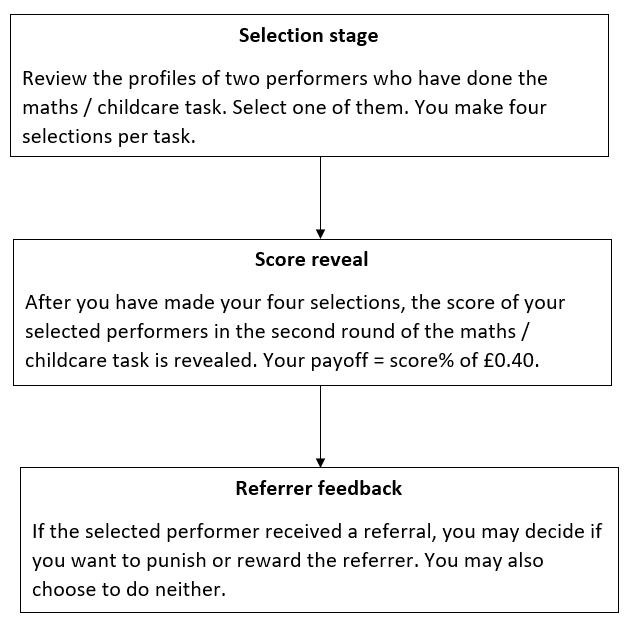 Selection stage
Review the profiles of two performers who have done the
maths / childcare task. Select one of them. You make four
selections per task.
Score reveal
After you have made your four selections, the score of your
selected performers in the second round of the maths /
childcare task is revealed. Your payoff = score% of £0.40.
Referrer feedback
If the selected performer received a referral, you may decide if
you want to punish or reward the referrer. You may also
choose to do neither.